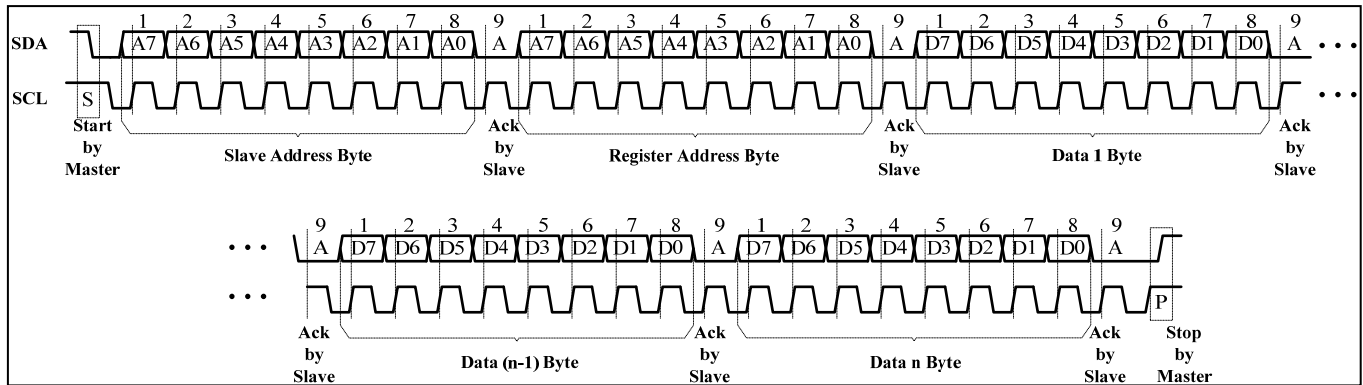 1 2 3 4 5 6 7 8 9 1 2 3 4 5 6 7 8 9 1 2 3 4 5 6 7 8 9
SDA A7 A6 A5 A4 A3 A2 A1 A0 A A7 A6 A5 A4 A3 A2 A1 A0 A D7 D6 D5 D4 D3 D2 D1 D0 A • • •
SCL S • • •
Start by Master
Slave Address Byte
Ack by Slave
Register Address Byte
Ack by Slave
Data 1 Byte
Ack by Slave
9 1 2 3 4 5 6 7 8 9 1 2 3 4 5 6 7 8 9
• • • A D7 D6 D5 D4 D3 D2 D1 D0 A D7 D6 D5 D4 D3 D2 D1 D0 A
• • • P
Ack by Slave
Data (n-1) Byte
Ack by Slave
Data n Byte
Ack by Slave
Stop by Master